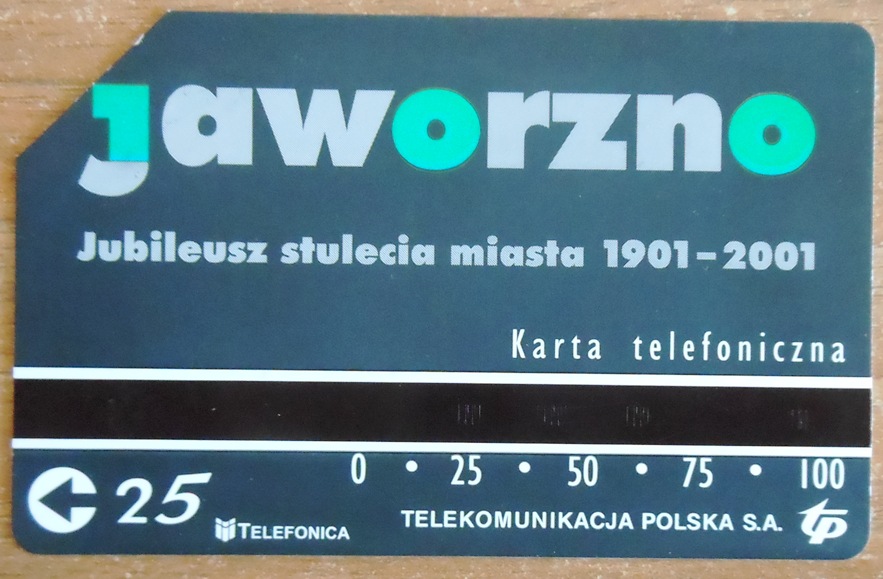 jaworzno
Jubileusz stulecia miasta 1901-2001
Karta telefoniczna
0 • 25 • 50 • 75 • 100
25
TELEFONICA
TELEKOMUNIKACJA POLSKA S.A.
tp